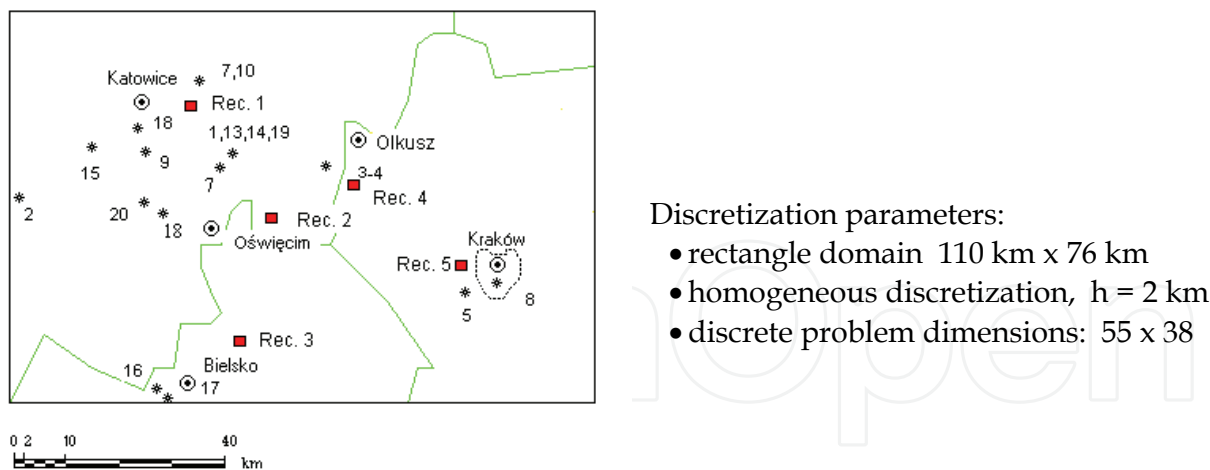 7,10
Katowice
Rec. 1
18
1,13,14,19
Olkusz
9
15
7
3-4
Rec. 4
2
20
18
Rec. 2
Oświęcim
Kraków
Rec. 5
8
5
Rec. 3
Bielsko
16
17
0 2 10 40
km
Discretization parameters:
• rectangle domain 110 km x 76 km
• homogeneous discretization, h = 2 km
• discrete problem dimensions: 55 x 38
nOpen